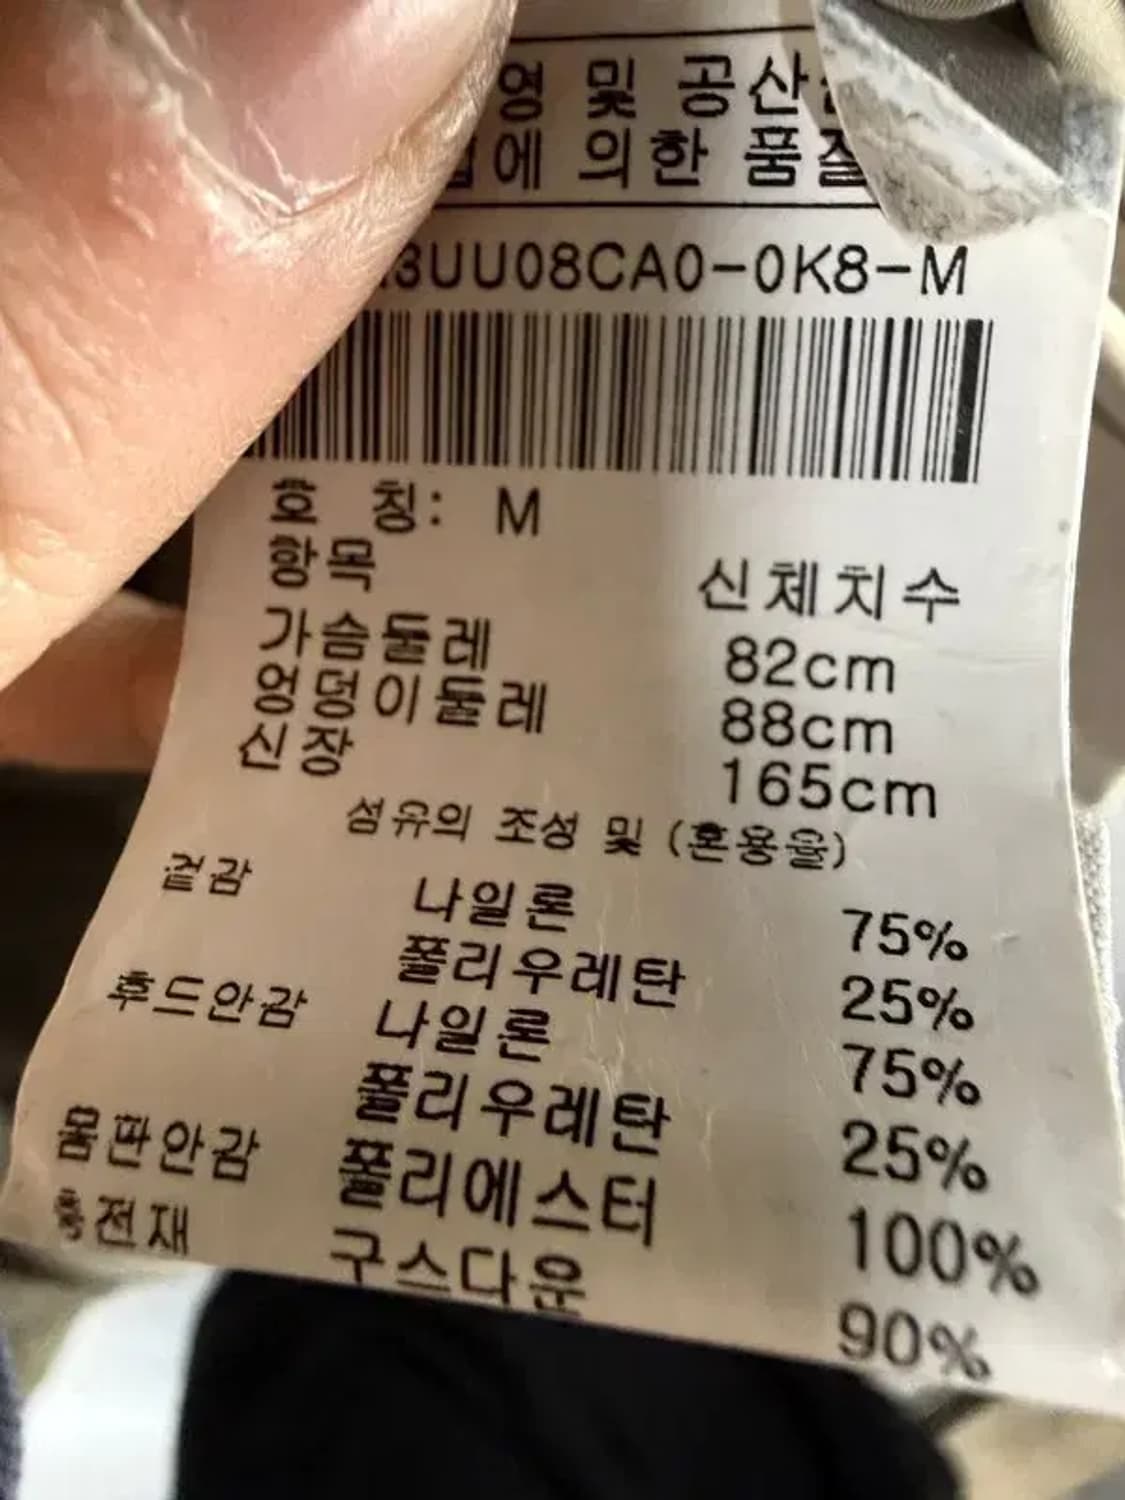 및 공산
에 의한 품질
3UU08CA0-0K8-M
호 칭: M
항목 신체치수
가슴둘레 82cm
엉덩이둘레 88cm
신장 165cm
섬유의 조성 및 (혼용율)
겉감 나일론 75%
폴리우레탄 25%
후드안감 나일론 75%
폴리우레탄 25%
몸판안감 폴리에스터 100%
충전재 구스다운 90%